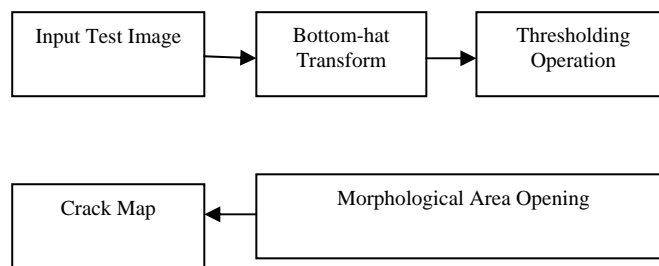 Input Test Image
Bottom-hat
Transform
Thresholding
Operation
Crack Map
Morphological Area Opening